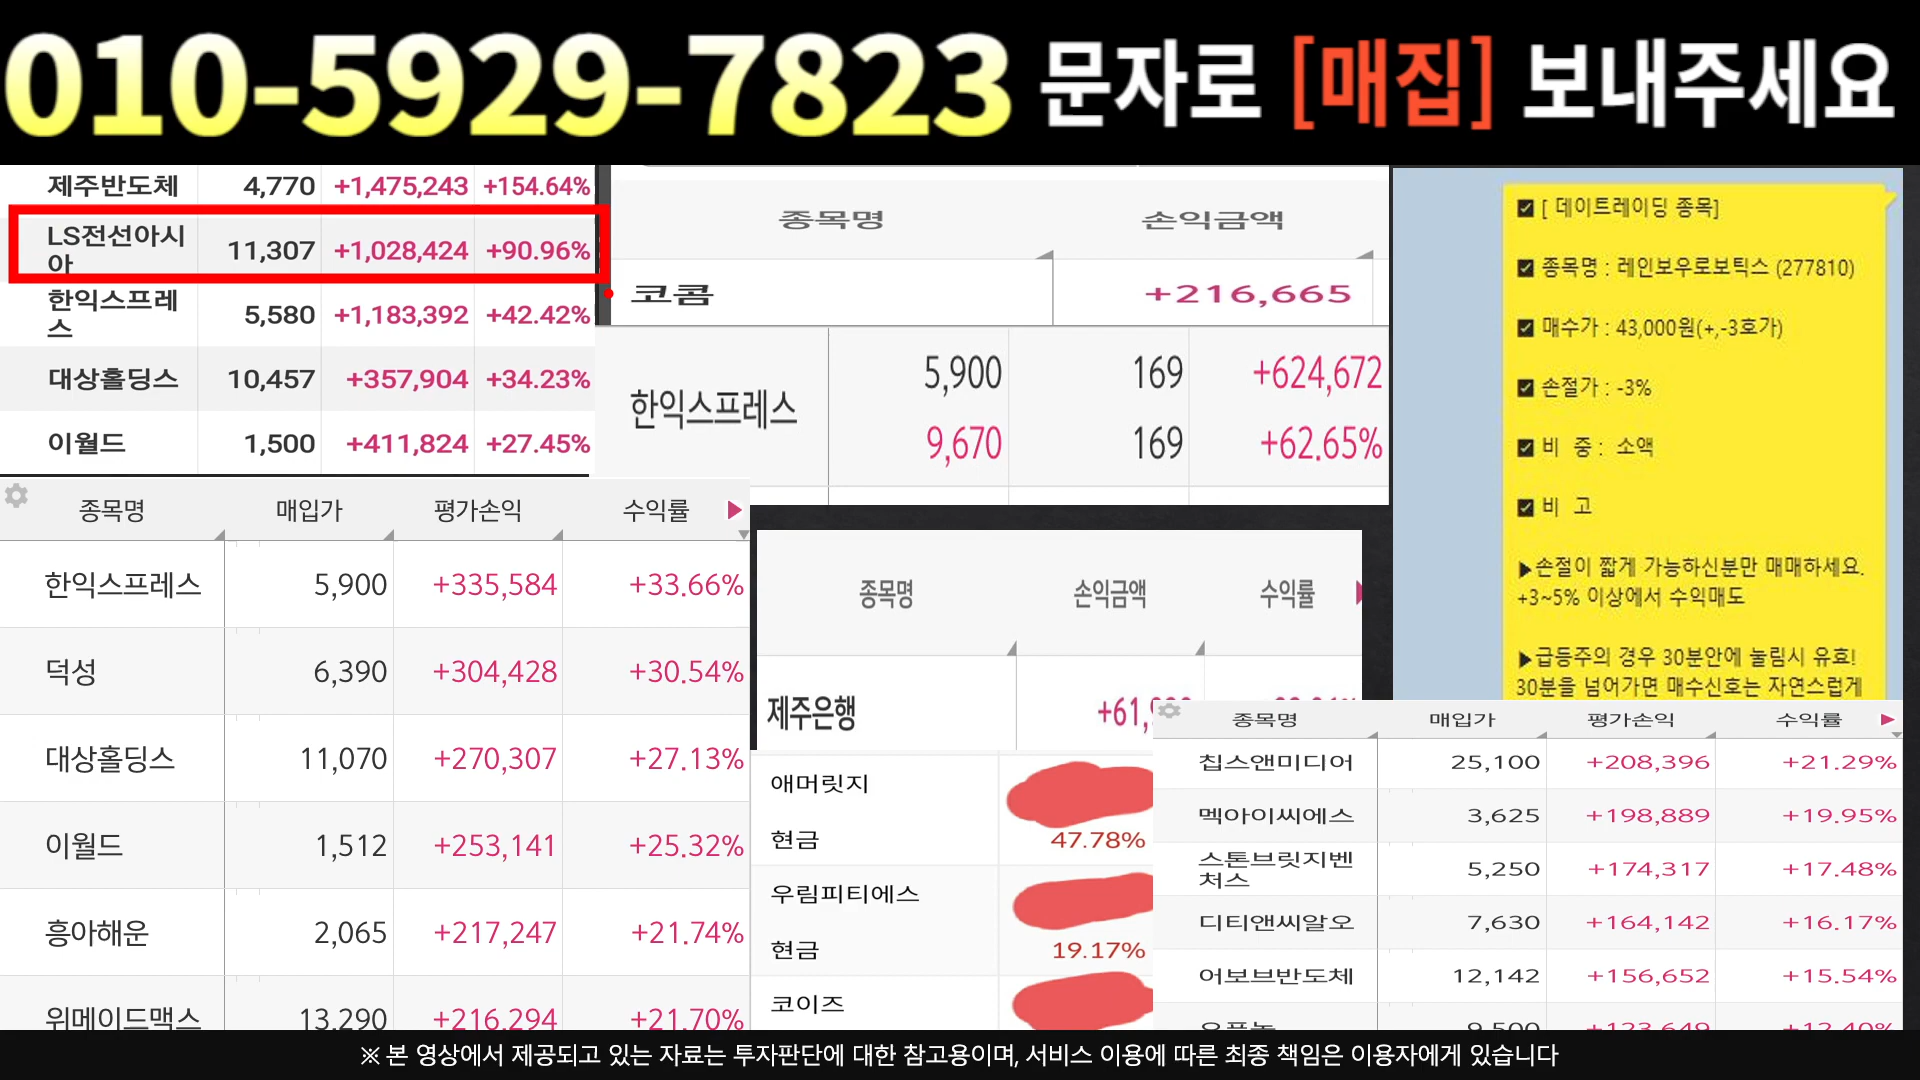 010-5929-7823 문자로 [매집] 보내주세요
제주반도체 4,770 +1,475,243 +154.64%
LS전선아시
아 11,307 +1,028,424 +90.96%
한익스프레
스 5,580 +1,183,392 +42.42%
대상홀딩스 10,457 +357,904 +34.23%
이월드 1,500 +411,824 +27.45%
종목명 손익금액
코콤 +216,665
한익스프레스 5,900 169 +624,672
9,670 169 +62.65%
☑ [ 데이트레이딩 종목]
☑ 종목명 : 레인보우로보틱스 (277810)
☑ 매수가 : 43,000원(+,-3호가)
☑ 손절가 : -3%
☑ 비 중 : 소액
☑ 비 고
▶손절이 짧게 가능하신분만 매매하세요.
+3~5% 이상에서 수익매도
▶급등주의 경우 30분안에 눌림시 유효!
30분을 넘어가면 매수신호는 자연스럽게
종목명 매입가 평가손익 수익률
한익스프레스 5,900 +335,584 +33.66%
덕성 6,390 +304,428 +30.54%
대상홀딩스 11,070 +270,307 +27.13%
이월드 1,512 +253,141 +25.32%
흥아해운 2,065 +217,247 +21.74%
위메이드맥스 13,290 +216,294 +21.70%
종목명 손익금액 수익률
제주은행
애머릿지
현금 47.78%
우림피티에스
현금 19.17%
코이즈
종목명 매입가 평가손익 수익률
칩스앤미디어 25,100 +208,396 +21.29%
멕아이씨에스 3,625 +198,889 +19.95%
스톤브릿지벤
처스 5,250 +174,317 +17.48%
디티앤씨알오 7,630 +164,142 +16.17%
어보브반도체 12,142 +156,652 +15.54%
※ 본 영상에서 제공되고 있는 자료는 투자판단에 대한 참고용이며, 서비스 이용에 따른 최종 책임은 이용자에게 있습니다